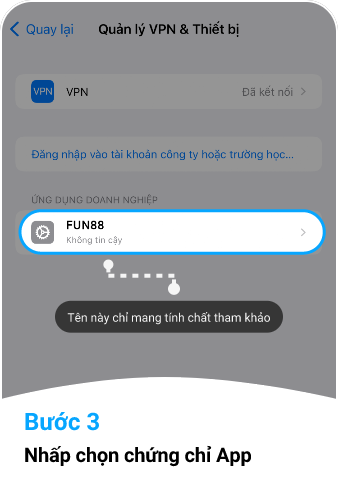 Quay lại
Quản lý VPN & Thiết bị
VPN
VPN
Đã kết nối
Đăng nhập vào tài khoản công ty hoặc trường học...
ỨNG DỤNG DOANH NGHIỆP
FUN88
Không tin cậy
Tên này chỉ mang tính chất tham khảo
Bước 3
Nhấp chọn chứng chỉ App